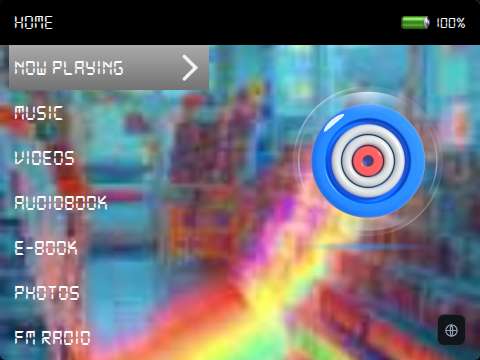 HOME
100%
NOW PLAYING
MUSIC
VIDEOS
AUDIOBOOK
E-BOOK
PHOTOS
FM RADIO